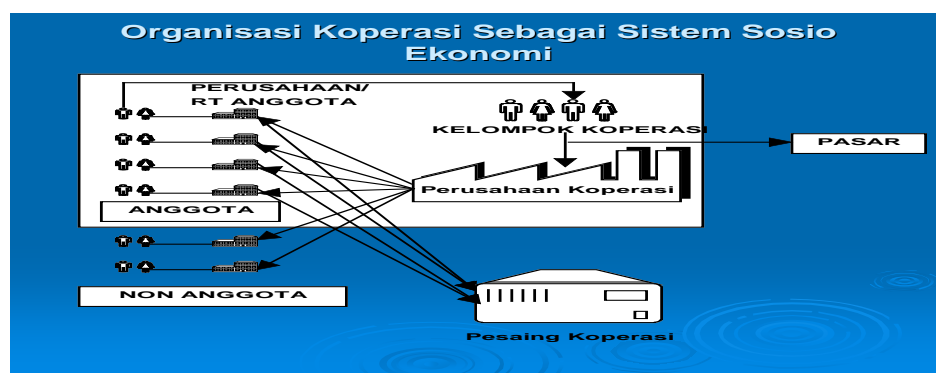 Organisasi Koperasi Sebagai Sistem Sosio
Ekonomi
PERUSAHAAN/
RT ANGGOTA
KELOMPOK KOPERASI
PASAR
Perusahaan Koperasi
ANGGOTA
NON ANGGOTA
Pesaing Koperasi